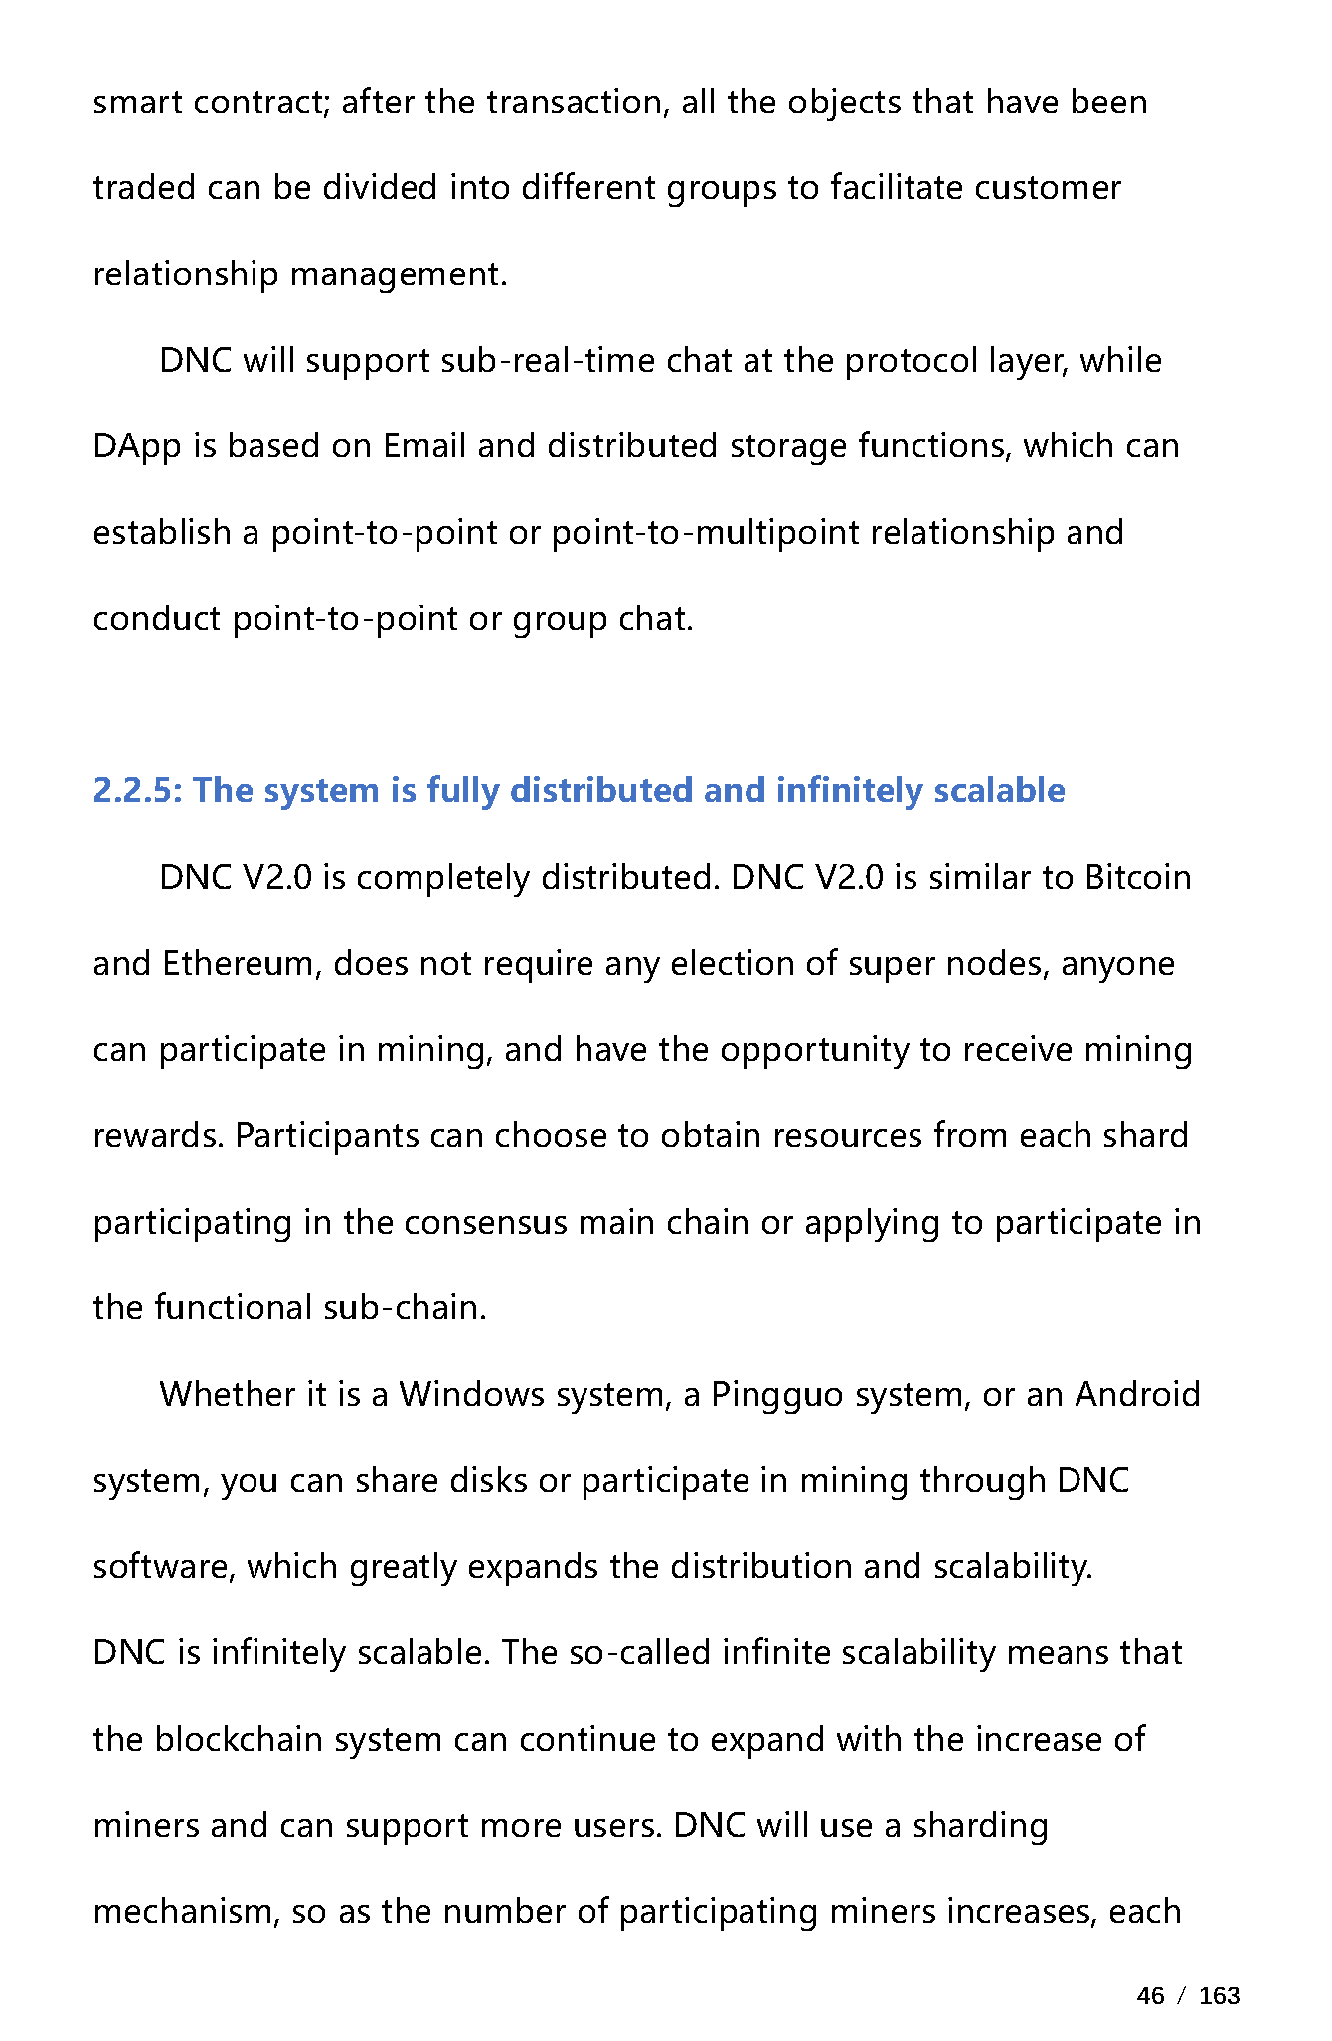 smart contract; after the transaction, all the objects that have been
traded can be divided into different groups to facilitate customer
relationship management.
DNC will support sub-real-time chat at the protocol layer, while
DApp is based on Email and distributed storage functions, which can
establish a point-to-point or point-to-multipoint relationship and
conduct point-to-point or group chat.
2.2.5: The system is fully distributed and infinitely scalable
DNC V2.0 is completely distributed. DNC V2.0 is similar to Bitcoin
and Ethereum, does not require any election of super nodes, anyone
can participate in mining, and have the opportunity to receive mining
rewards. Participants can choose to obtain resources from each shard
participating in the consensus main chain or applying to participate in
the functional sub-chain.
Whether it is a Windows system, a Pingguo system, or an Android
system, you can share disks or participate in mining through DNC
software, which greatly expands the distribution and scalability.
DNC is infinitely scalable. The so-called infinite scalability means that
the blockchain system can continue to expand with the increase of
miners and can support more users. DNC will use a sharding
mechanism, so as the number of participating miners increases, each
46 / 163